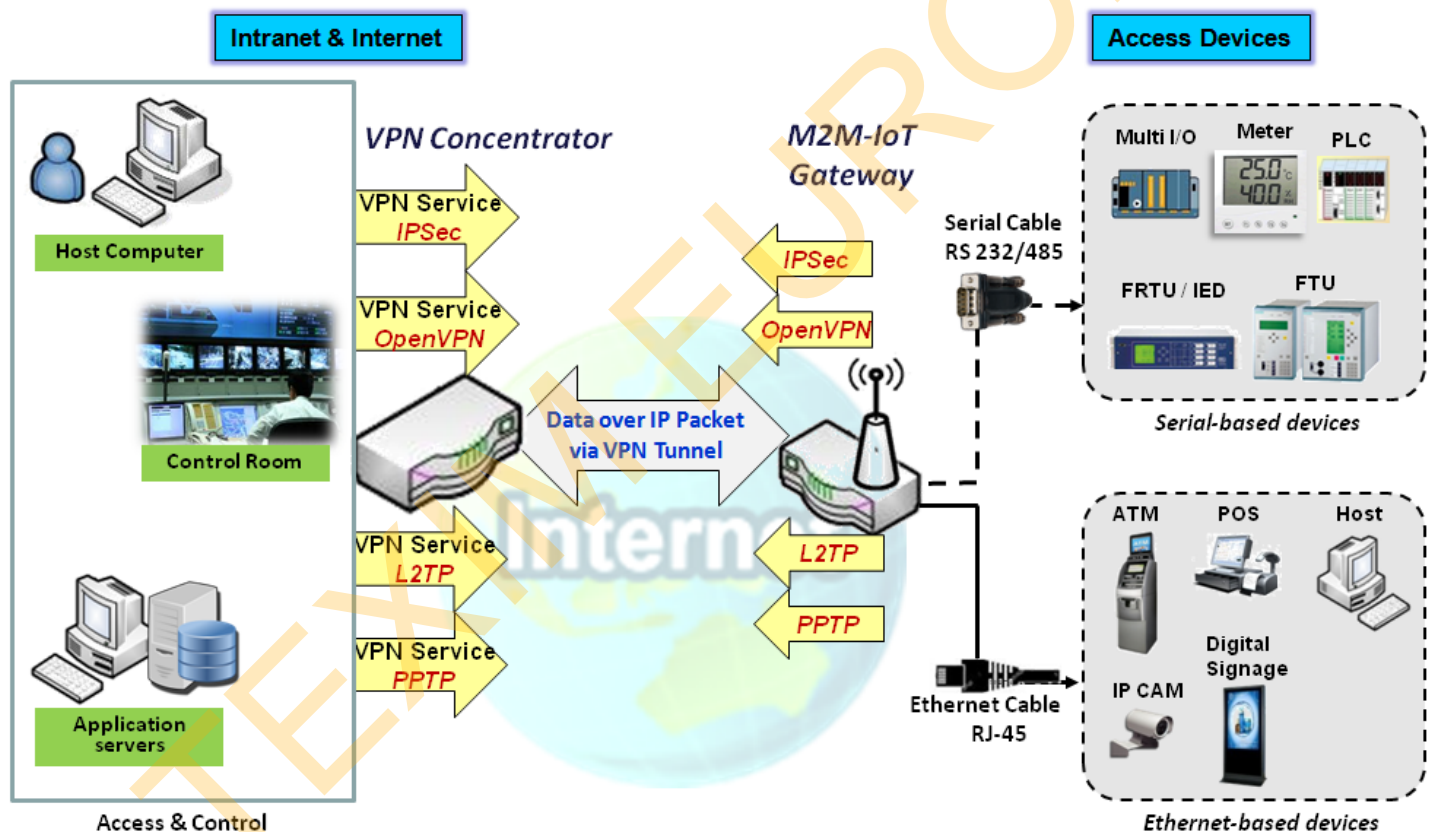 Intranet & Internet
Access Devices
VPN Concentrator
M2M-IoT
Gateway
Host Computer
Control Room
Application
servers
Access & Control
VPN Service
IPSec
VPN Service
OpenVPN
VPN Service
L2TP
VPN Service
PPTP
IPSec
OpenVPN
Data over IP Packet
via VPN Tunnel
Internet
L2TP
PPTP
Serial Cable
RS 232/485
Ethernet Cable
RJ-45
Multi I/O
Meter
PLC
25.0 °C
40.0 %
FRTU / IED
FTU
Serial-based devices
ATM
POS
Host
Digital
Signage
IP CAM
Ethernet-based devices
TEXIM EURO